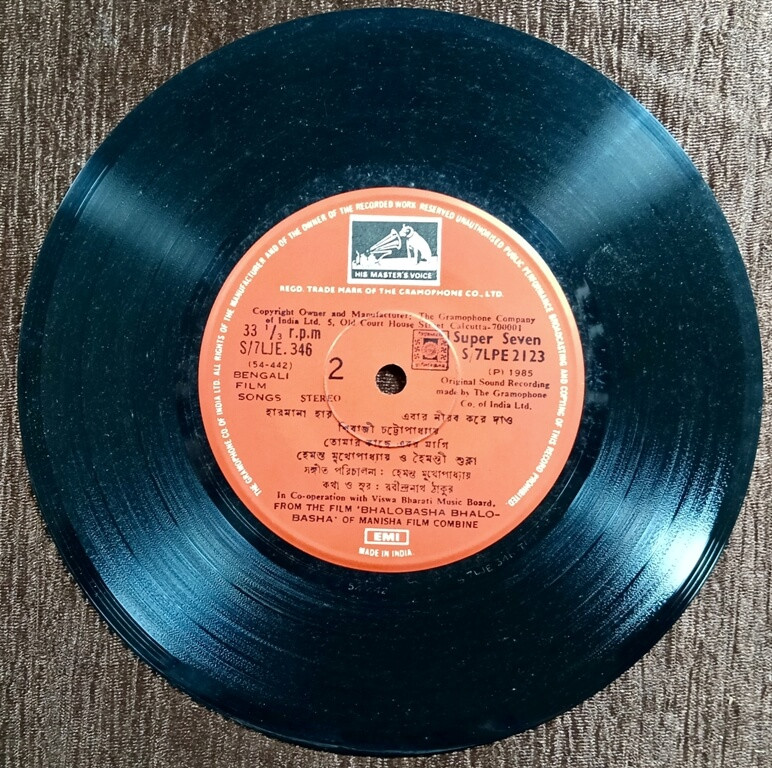 THE GRAMOPHONE CO. OF INDIA LTD. ALL RIGHTS OF THE MANUFACTURER AND OF THE OWNER OF THE RECORDED WORK RESERVED UNAUTHORISED PUBLIC PERFORMANCE BROADCASTING AND COPYING OF THIS RECORD PROHIBITED
HIS MASTER'S VOICE
REGD. TRADE MARK OF THE GRAMOPHONE CO., LTD.
Copyright Owner and Manufacturer: The Gramophone Company
of India Ltd. 5, Old Court House Street Calcutta-700001
33 1/3 r.p.m
Super Seven
S/7LJE. 346
S/7LPE 2123
(54-442)
2
(P) 1985
BENGALI
FILM
SONGS STEREO
Original Sound Recording
made by The Gramophone
Co. of India Ltd.
হারমানা হার এবার নীরব করে দাও
শিবাজী চট্টোপাধ্যায়
তোমার কাছে এবর মাগি
হেমন্ত মুখোপাধ্যায় ও হৈমন্তী শুক্লা
সঙ্গীত পরিচালনা : হেমন্ত মুখোপাধ্যায়
কথা ও সুর : রবীন্দ্রনাথ ঠাকুর
In Co-operation with Viswa Bharati Music Board.
FROM THE FILM 'BHALOBASHA BHALO-
BASHA' OF MANISHA FILM COMBINE
EMI
MADE IN INDIA.